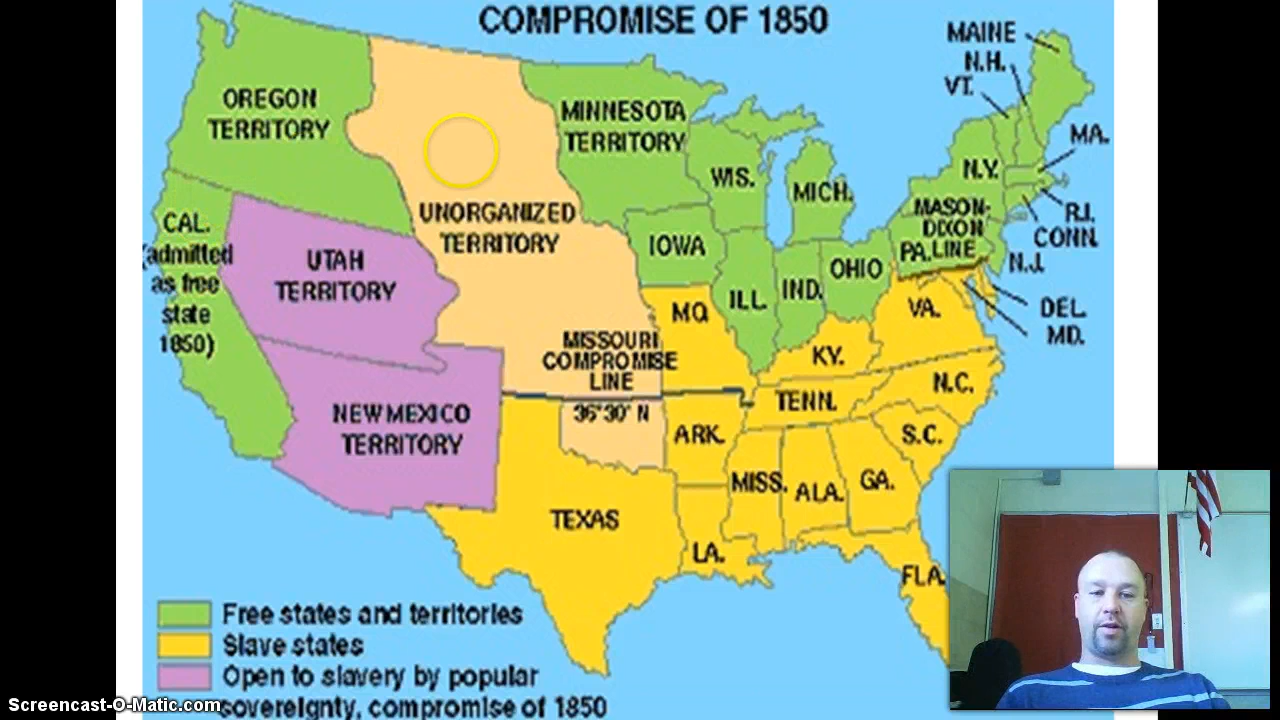 COMPROMISE OF 1850
MAINE
N.H.
VT.
OREGON
TERRITORY
MINNESOTA
TERRITORY
MA.
N.Y.
WIS.
MICH.
UNORGANIZED
TERRITORY
MASON-
DIXON
PA. LINE
R.I.
CONN.
N.J.
CAL.
(admitted
as free
state
1850)
IOWA
UTAH
TERRITORY
OHIO
ILL.
IND.
MO.
VA.
DEL.
MD.
MISSOURI
COMPROMISE
LINE
KY.
36°30' N
NEW MEXICO
TERRITORY
TENN.
N.C.
ARK.
S.C.
MISS.
ALA.
GA.
TEXAS
LA.
FLA.
Free states and territories
Slave states
Open to slavery by popular
sovereignty, compromise of 1850
Screencast-O-Matic.com